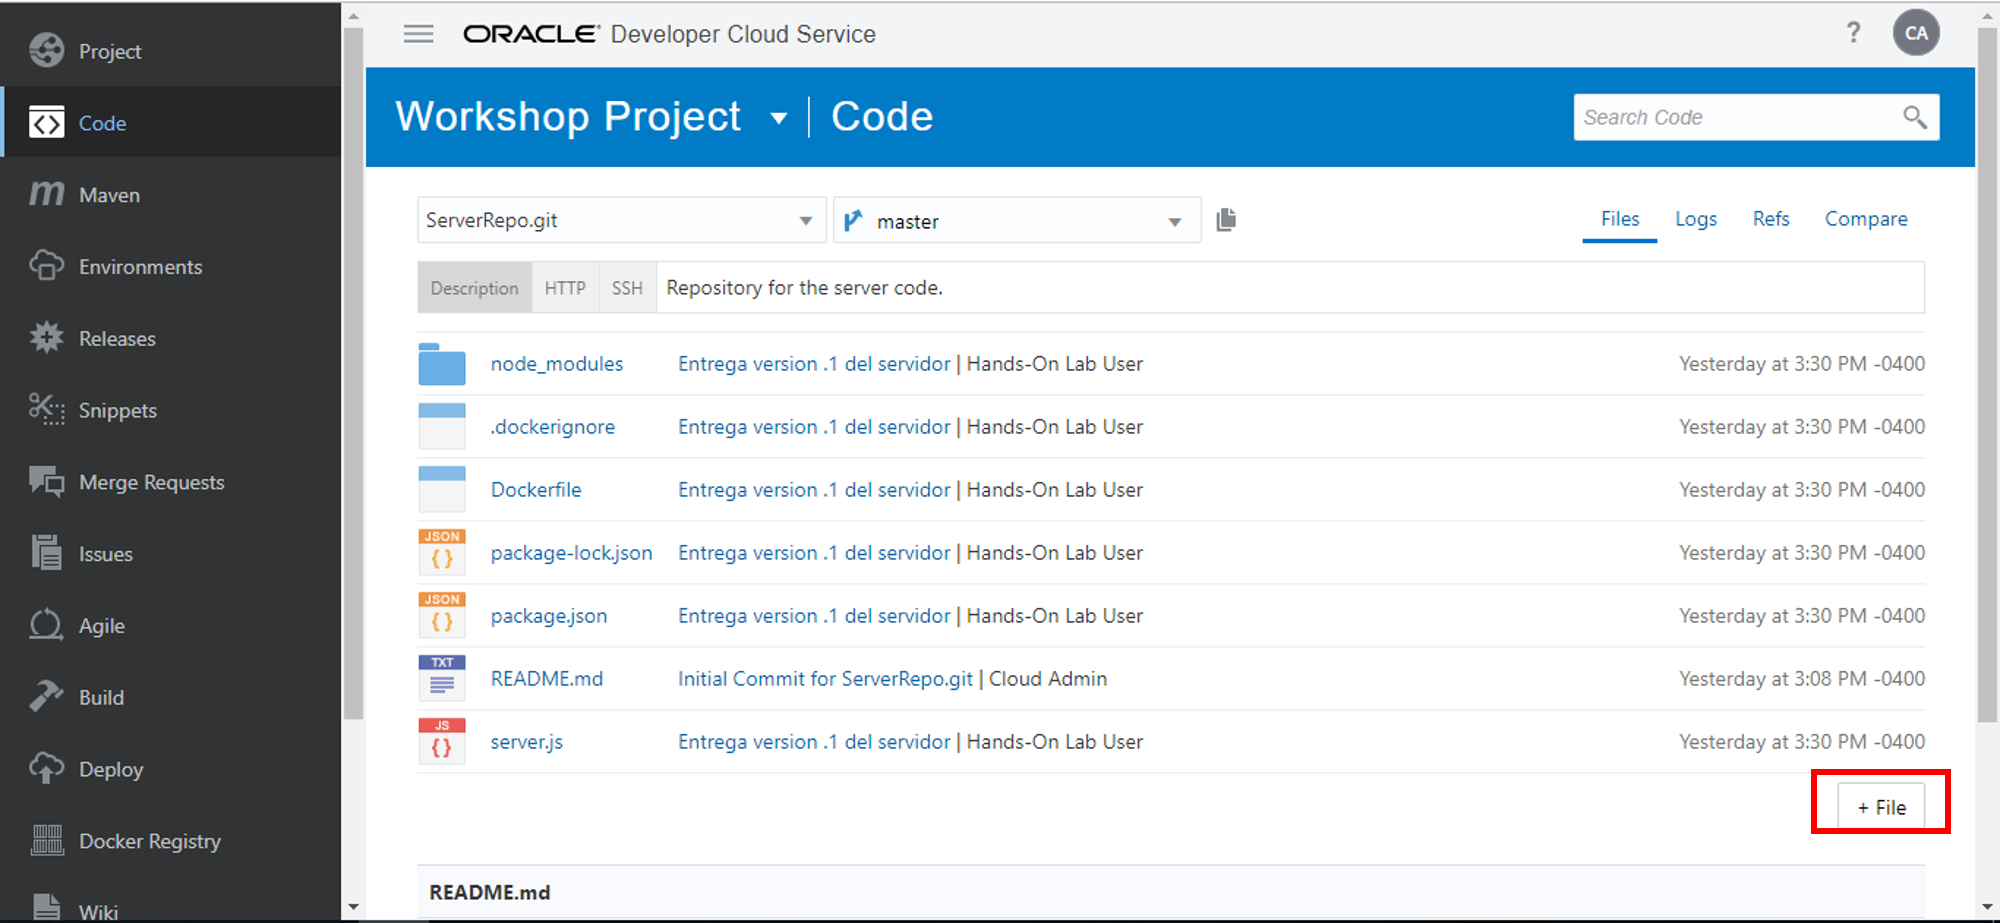 Project
Code
Maven
Environments
Releases
Snippets
Merge Requests
Issues
Agile
Build
Deploy
Docker Registry
Wiki
ORACLE® Developer Cloud Service
?
CA
Workshop Project | Code
Search Code
ServerRepo.git
master
Files Logs Refs Compare
Description HTTP SSH Repository for the server code.
node_modules Entrega version .1 del servidor | Hands-On Lab User Yesterday at 3:30 PM -0400
.dockerignore Entrega version .1 del servidor | Hands-On Lab User Yesterday at 3:30 PM -0400
Dockerfile Entrega version .1 del servidor | Hands-On Lab User Yesterday at 3:30 PM -0400
JSON {} package-lock.json Entrega version .1 del servidor | Hands-On Lab User Yesterday at 3:30 PM -0400
JSON {} package.json Entrega version .1 del servidor | Hands-On Lab User Yesterday at 3:30 PM -0400
TXT README.md Initial Commit for ServerRepo.git | Cloud Admin Yesterday at 3:08 PM -0400
JS {} server.js Entrega version .1 del servidor | Hands-On Lab User Yesterday at 3:30 PM -0400
+ File
README.md